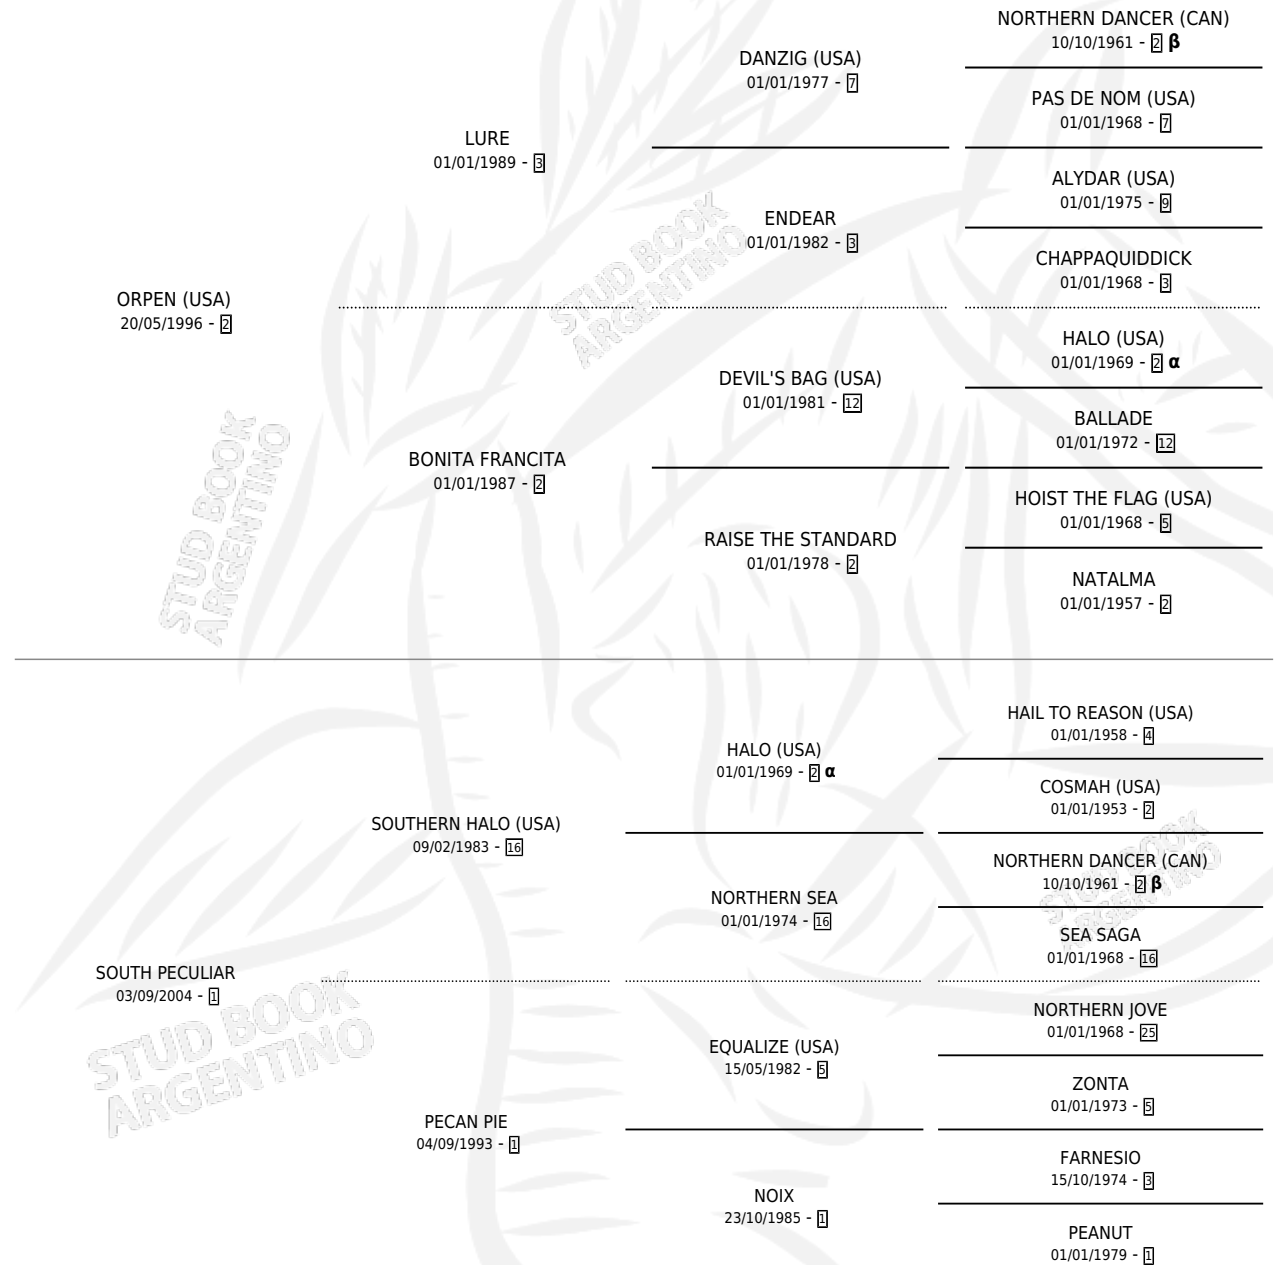 NORTHERN DANCER (CAN)
10/10/1961 - 2 β
DANZIG (USA)
01/01/1977 - 7
PAS DE NOM (USA)
01/01/1968 - 7
LURE
01/01/1989 - 3
ALYDAR (USA)
01/01/1975 - 9
ENDEAR
01/01/1982 - 3
CHAPPAQUIDDICK
01/01/1968 - 3
STUD BOOK
ARGENTINO
ORPEN (USA)
20/05/1996 - 2
HALO (USA)
01/01/1969 - 2 α
DEVIL'S BAG (USA)
01/01/1981 - 12
BALLADE
01/01/1972 - 12
BONITA FRANCITA
01/01/1987 - 2
HOIST THE FLAG (USA)
01/01/1968 - 5
RAISE THE STANDARD
01/01/1978 - 2
NATALMA
01/01/1957 - 2
STUD BOOK
ARGENTINO
HAIL TO REASON (USA)
01/01/1958 - 4
HALO (USA)
01/01/1969 - 2 α
COSMAH (USA)
01/01/1953 - 2
SOUTHERN HALO (USA)
09/02/1983 - 16
NORTHERN DANCER (CAN)
10/10/1961 - 2 β
NORTHERN SEA
01/01/1974 - 16
SEA SAGA
01/01/1968 - 16
STUD BOOK
ARGENTINO
SOUTH PECULIAR
03/09/2004 - 1
NORTHERN JOVE
01/01/1968 - 25
EQUALIZE (USA)
15/05/1982 - 5
ZONTA
01/01/1973 - 5
PECAN PIE
04/09/1993 - 1
FARNESIO
15/10/1974 - 3
NOIX
23/10/1985 - 1
PEANUT
01/01/1979 - 1
STUD BOOK
ARGENTINO